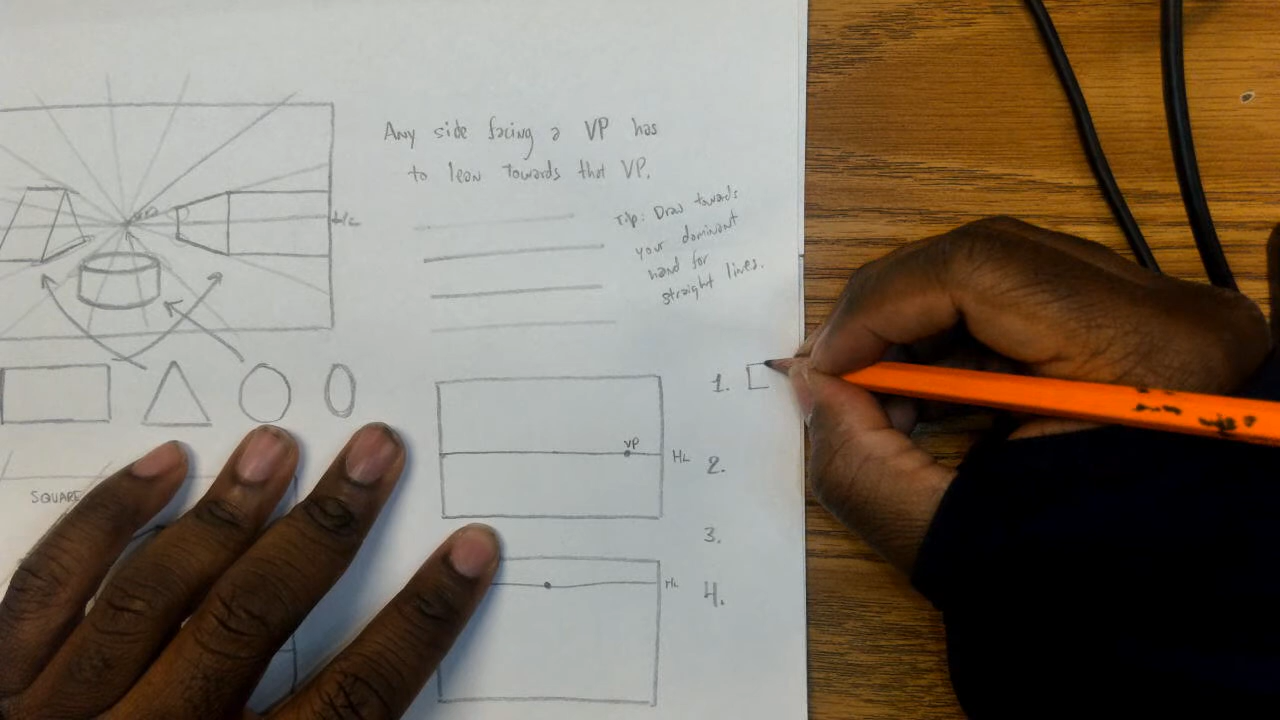 Any side facing a VP has
to lean towards that VP.
Tip: Draw towards
your dominant
hand for
straight lines.
VP
H/L
1.
VP
HL
2.
SQUARE
3.
HL
4.